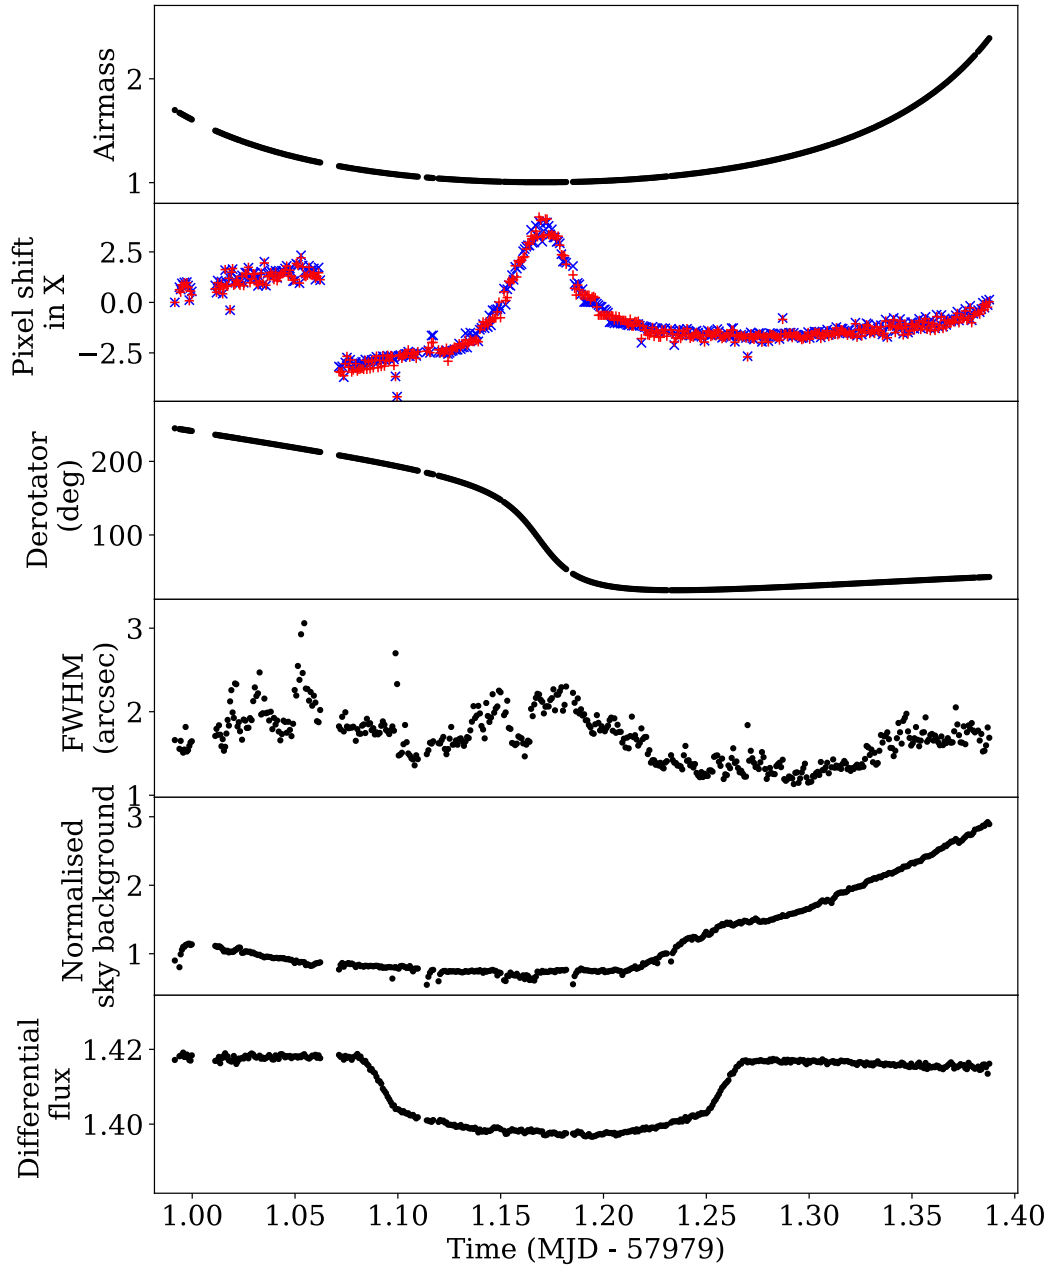 Airmass
2
1
Pixel shift
in X
2.5
0.0
−2.5
Derotator
(deg)
200
100
FWHM
(arcsec)
3
2
1
Normalised
sky background
3
2
1
Differential
flux
1.42
1.40
1.00 1.05 1.10 1.15 1.20 1.25 1.30 1.35 1.40
Time (MJD - 57979)